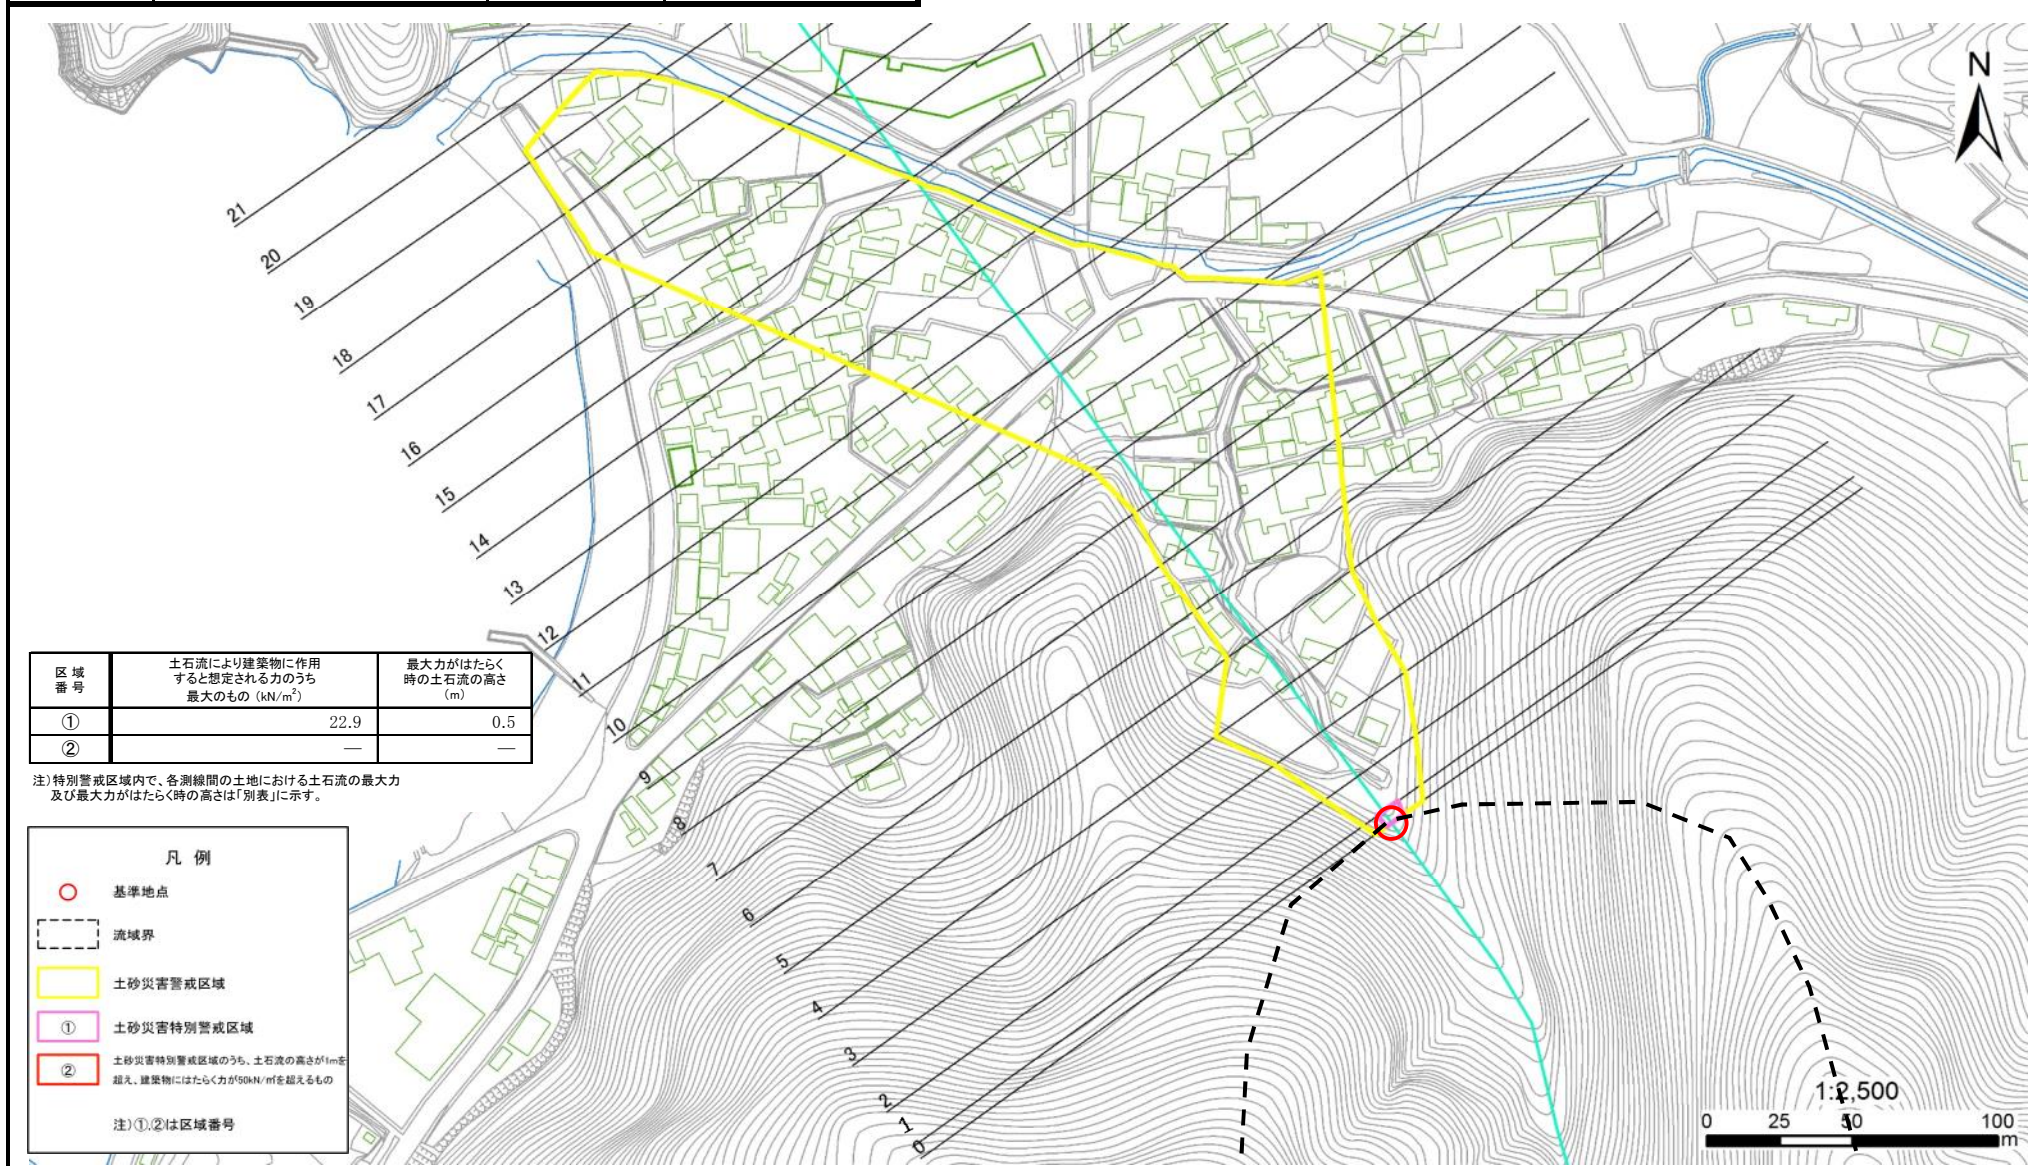 N
21
20
19
18
17
16
15
14
13
12
11
10
9
8
7
6
5
4
3
2
1
0
区域番号
土石流により建築物に作用
すると想定される力のうち
最大のもの（kN/m²）
最大力がはたらく
時の土石流の高さ
（m）
① 22.9 0.5
② — —
注）特別警戒区域内で、各測線間の土地における土石流の最大力
及び最大力がはたらく時の高さは「別表」に示す。
凡 例
基準地点
流域界
土砂災害警戒区域
① 土砂災害特別警戒区域
② 土砂災害特別警戒区域のうち、土石流の高さが1mを
超え、建築物にはたらく力が50kN/㎡を超えるもの
注）①,②は区域番号
1:2,500
0 25 50 100
m